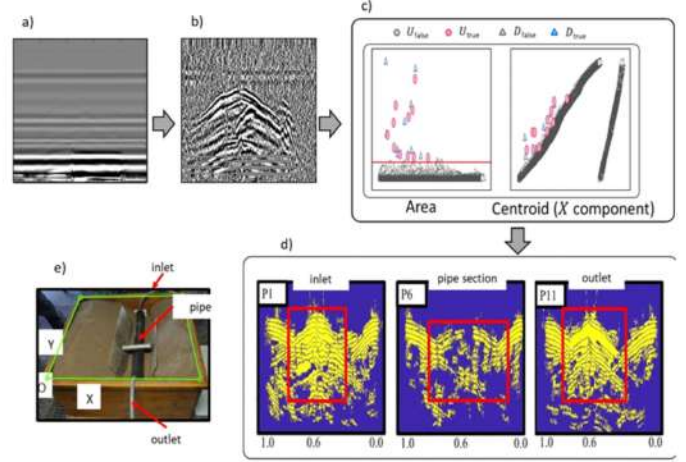 a)
b)
c)
○ U_false ○ U_true △ D_false △ D_true
Area
Centroid (X component)
d)
inlet
pipe section
outlet
P1
P6
P11
1.0 0.6 0.0
1.0 0.6 0.0
1.0 0.6 0.0
e)
inlet
pipe
Y
O
X
outlet